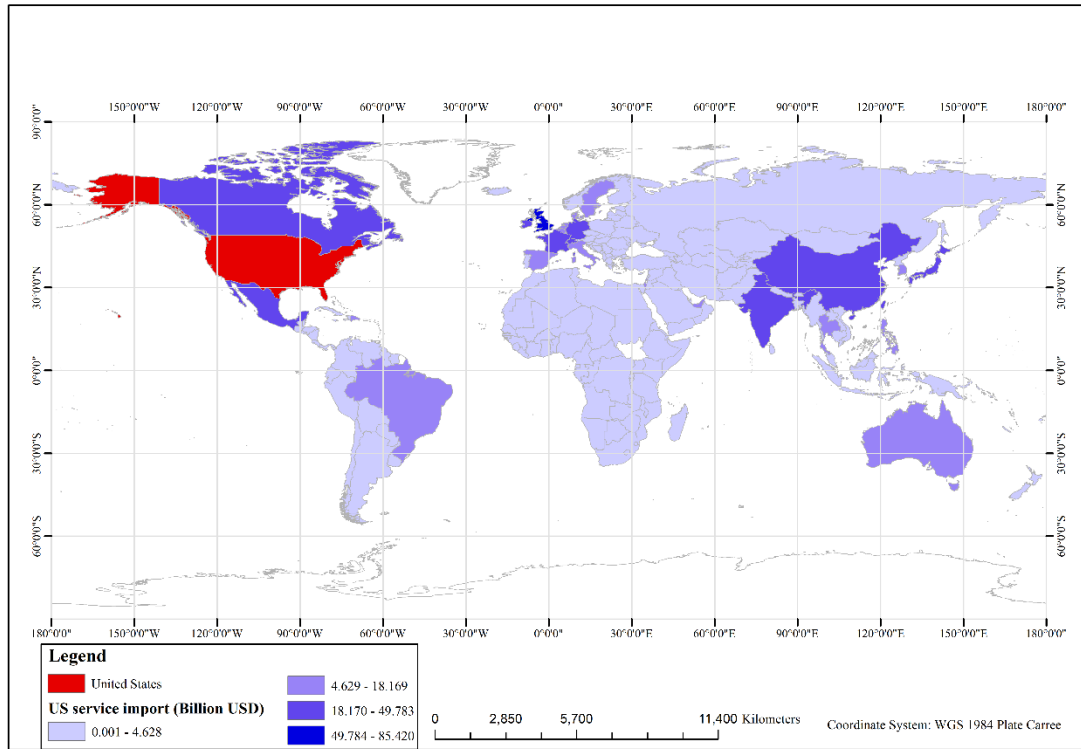 150°0'0"W 120°0'0"W 90°0'0"W 60°0'0"W 30°0'0"W 0°0'0" 30°0'0"E 60°0'0"E 90°0'0"E 120°0'0"E 150°0'0"E 180°0'0"
90°0'0"N 90°0'0"N
60°0'0"N 60°0'0"N
30°0'0"N 30°0'0"N
0°0'0" 0°0'0"
30°0'0"S 30°0'0"S
60°0'0"S 60°0'0"S
180°0'0" 150°0'0"W 120°0'0"W 90°0'0"W 60°0'0"W 30°0'0"W 0°0'0" 30°0'0"E 60°0'0"E 90°0'0"E 120°0'0"E 150°0'0"E 180°0'0"
Legend
United States
US service import (Billion USD)
0.001 - 4.628
4.629 - 18.169
18.170 - 49.783
49.784 - 85.420
0 2,850 5,700 11,400 Kilometers
Coordinate System: WGS 1984 Plate Carree